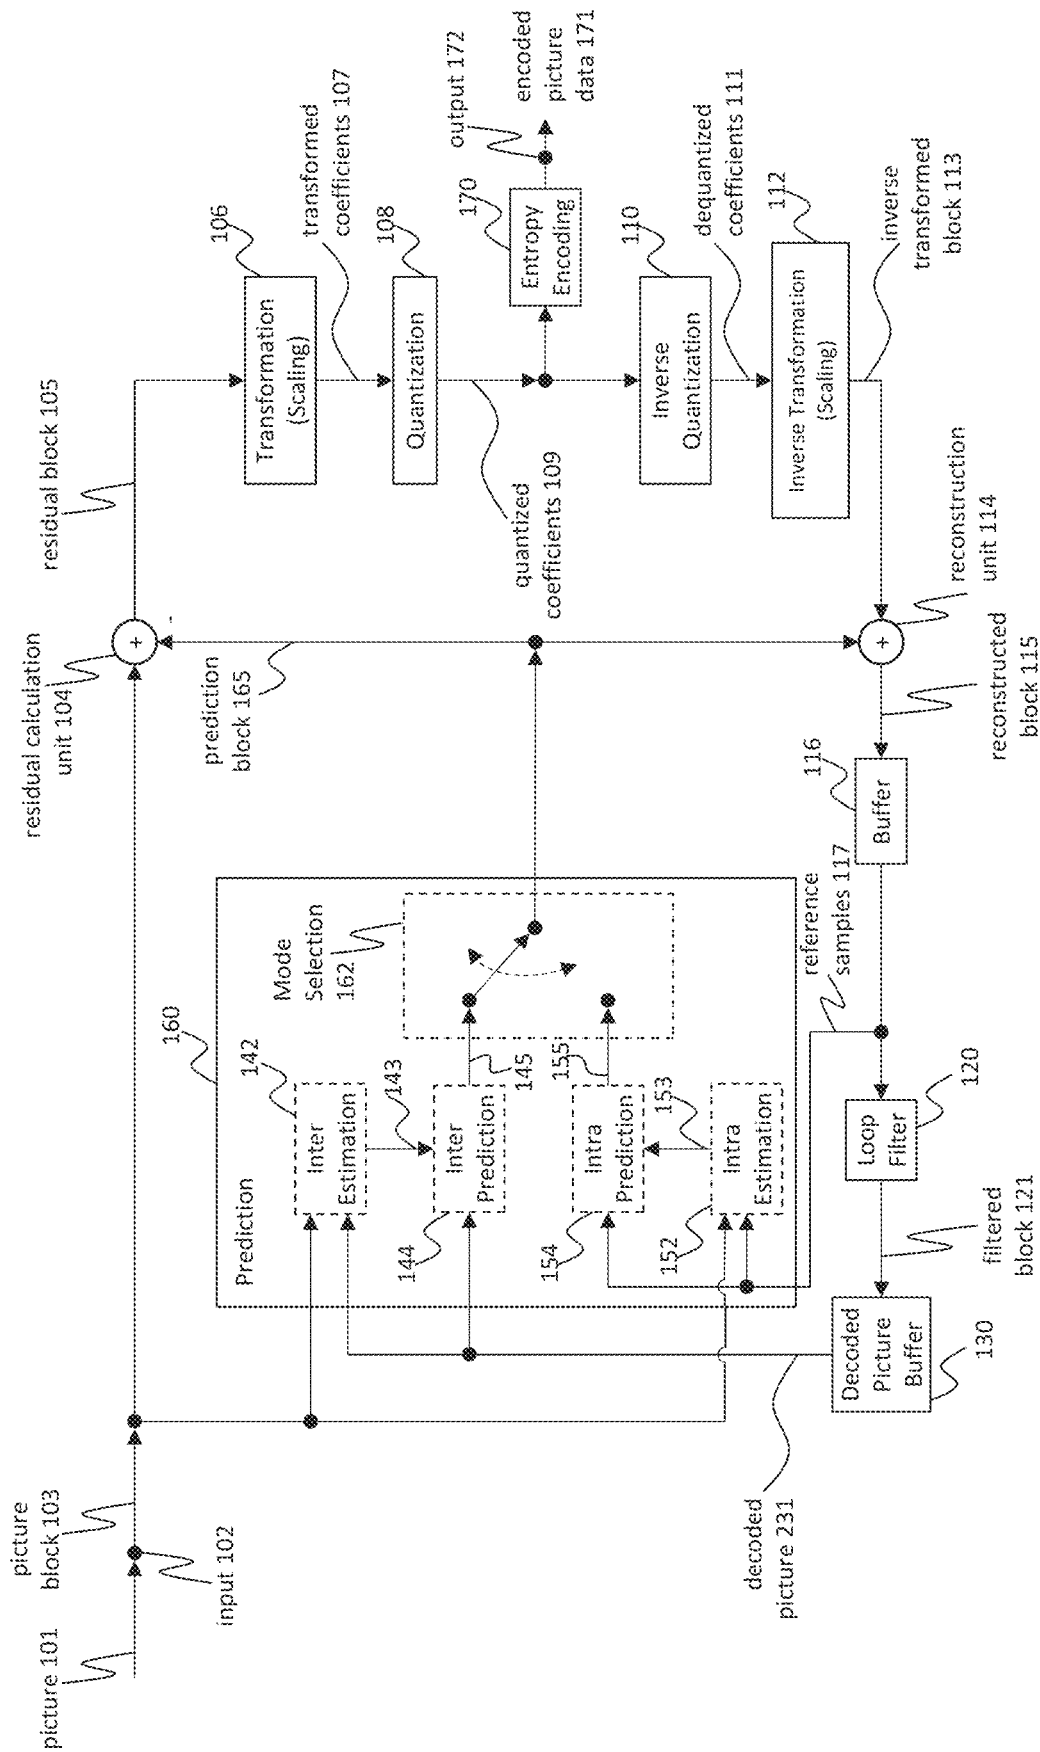 picture 101
picture
block 103
input 102
residual calculation
unit 104
residual block 105
prediction
block 165
-
+
106
Transformation
(Scaling)
transformed
coefficients 107
108
Quantization
quantized
coefficients 109
output 172
encoded
picture
data 171
170
Entropy
Encoding
110
Inverse
Quantization
dequantized
coefficients 111
112
Inverse Transformation
(Scaling)
inverse
transformed
block 113
160
Prediction
142
Inter
Estimation
143
144
Inter
Prediction
145
Mode
Selection
162
154
Intra
Prediction
155
153
152
Intra
Estimation
+
reconstruction
unit 114
reconstructed
block 115
116
Buffer
reference
samples 117
120
Loop
Filter
filtered
block 121
Decoded
Picture
Buffer
130
decoded
picture 231